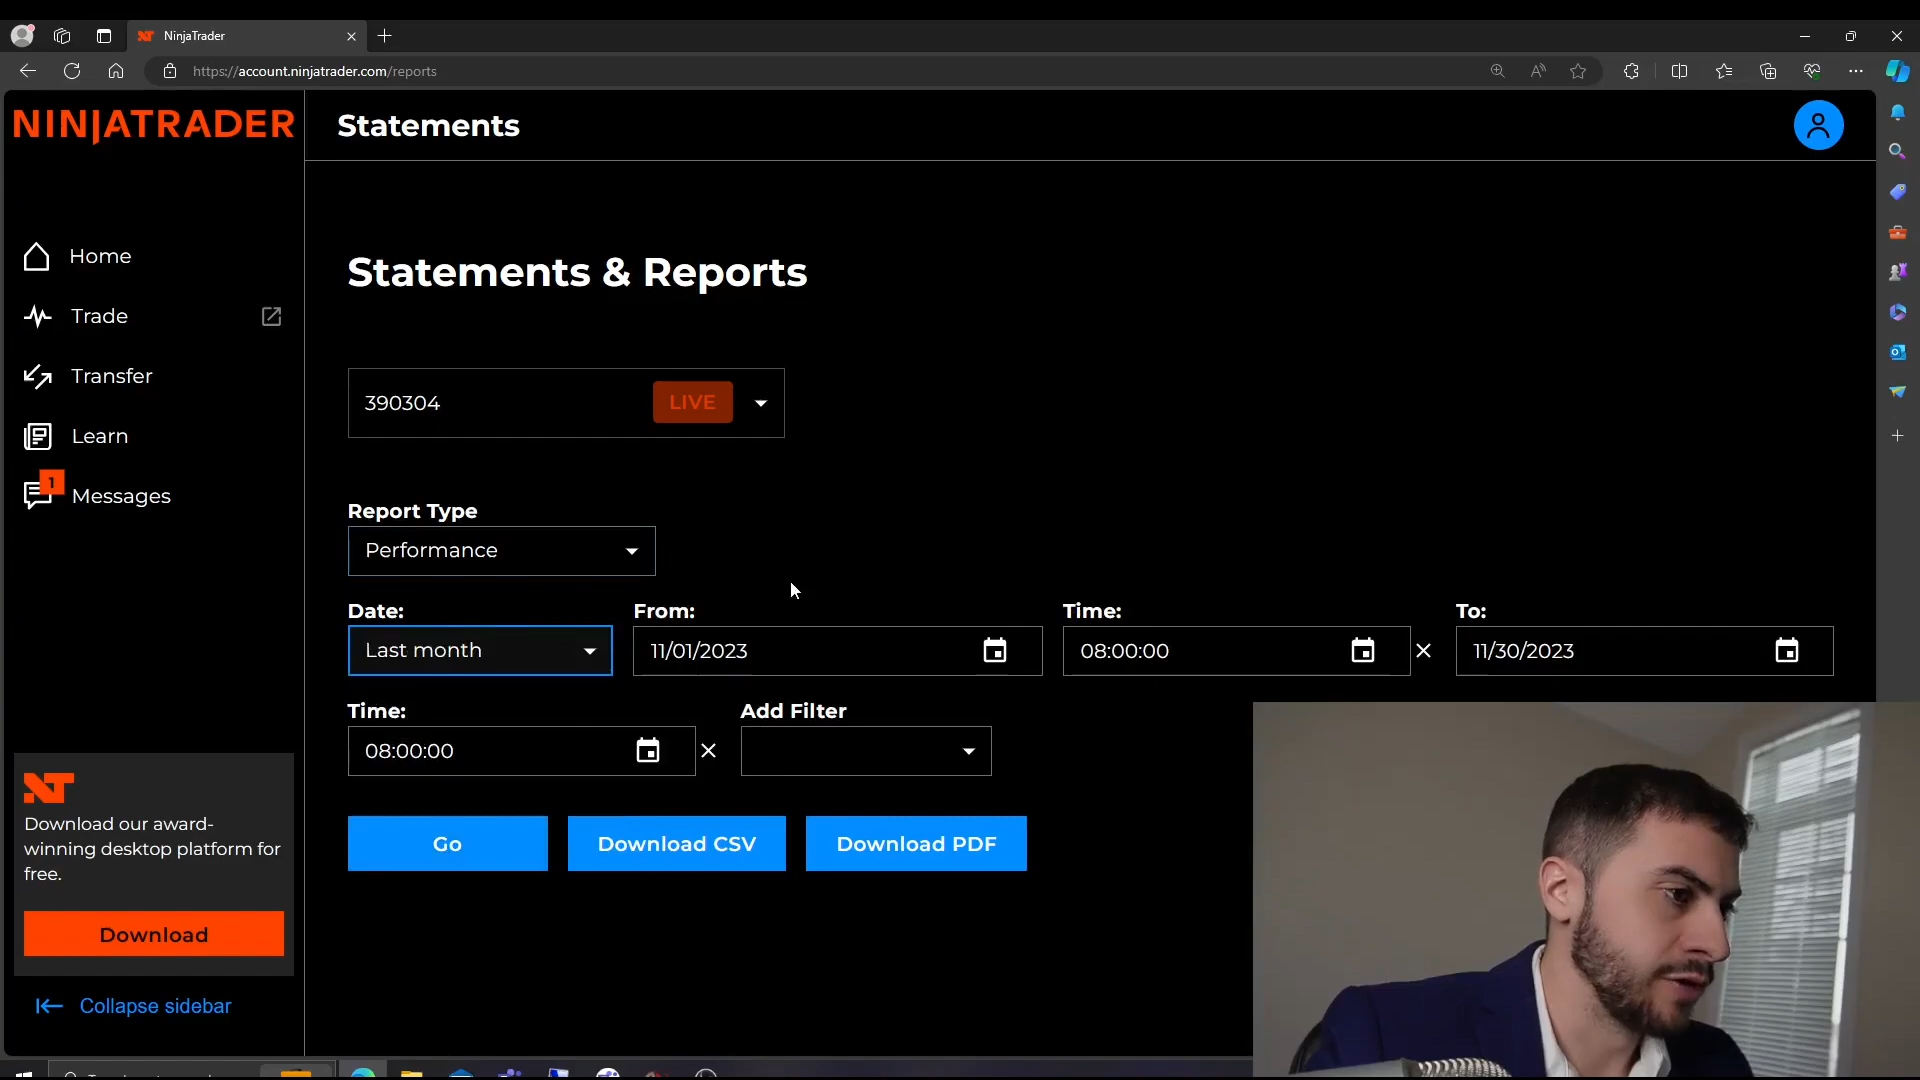 NinjaTrader
https://account.ninjatrader.com/reports
NINJATRADER
Statements
Home
Trade
Transfer
Learn
1
Messages
Statements & Reports
390304
LIVE
Report Type
Performance
Date:
From:
Time:
To:
Last month
11/01/2023
08:00:00
11/30/2023
Time:
Add Filter
08:00:00
Go
Download CSV
Download PDF
NT
Download our award-
winning desktop platform for
free.
Download
Collapse sidebar